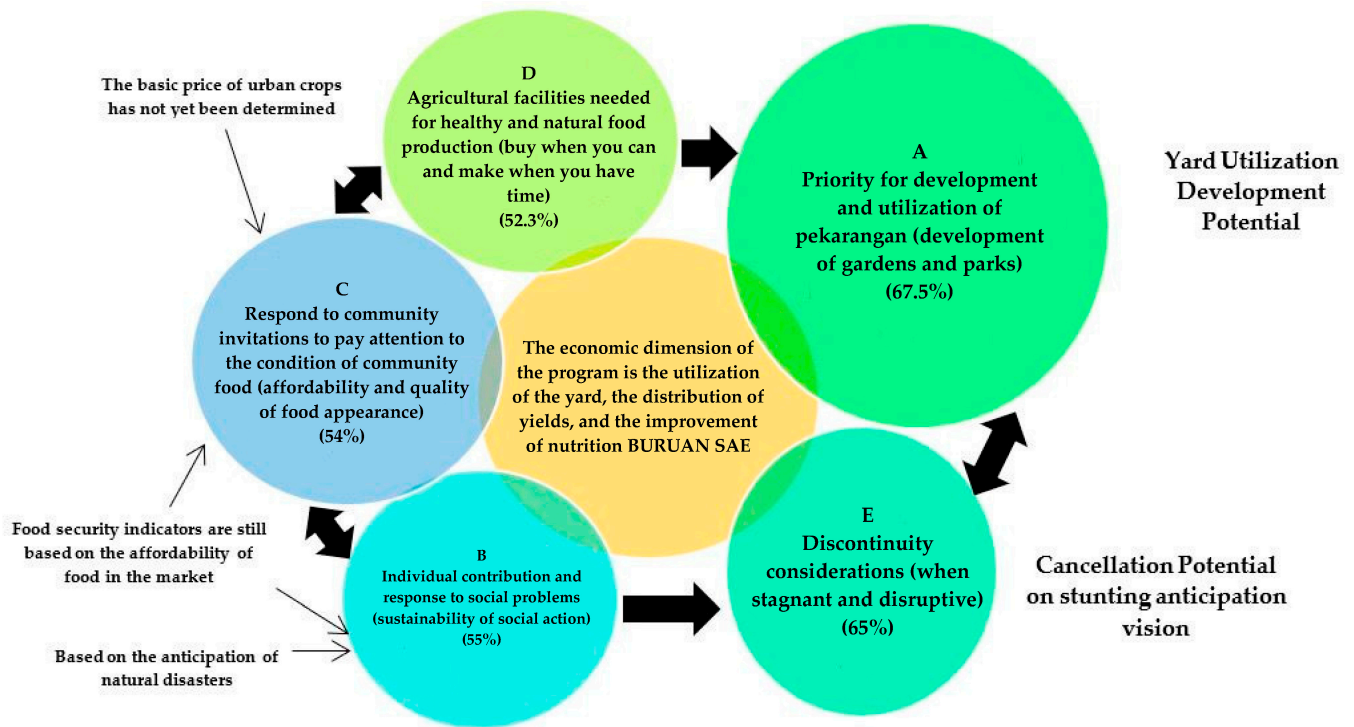 The basic price of urban crops
has not yet been determined
D
Agricultural facilities needed
for healthy and natural food
production (buy when you can
and make when you have
time)
(52.3%)
A
Priority for development
and utilization of
pekarangan (development
of gardens and parks)
(67.5%)
Yard Utilization
Development
Potential
C
Respond to community
invitations to pay attention to
the condition of community
food (affordability and quality
of food appearance)
(54%)
The economic dimension of
the program is the utilization
of the yard, the distribution of
yields, and the improvement
of nutrition BURUAN SAE
Food security indicators are still
based on the affordability of
food in the market
B
Individual contribution and
response to social problems
(sustainability of social action)
(55%)
E
Discontinuity
considerations (when
stagnant and disruptive)
(65%)
Cancellation Potential
on stunting anticipation
vision
Based on the anticipation of
natural disasters